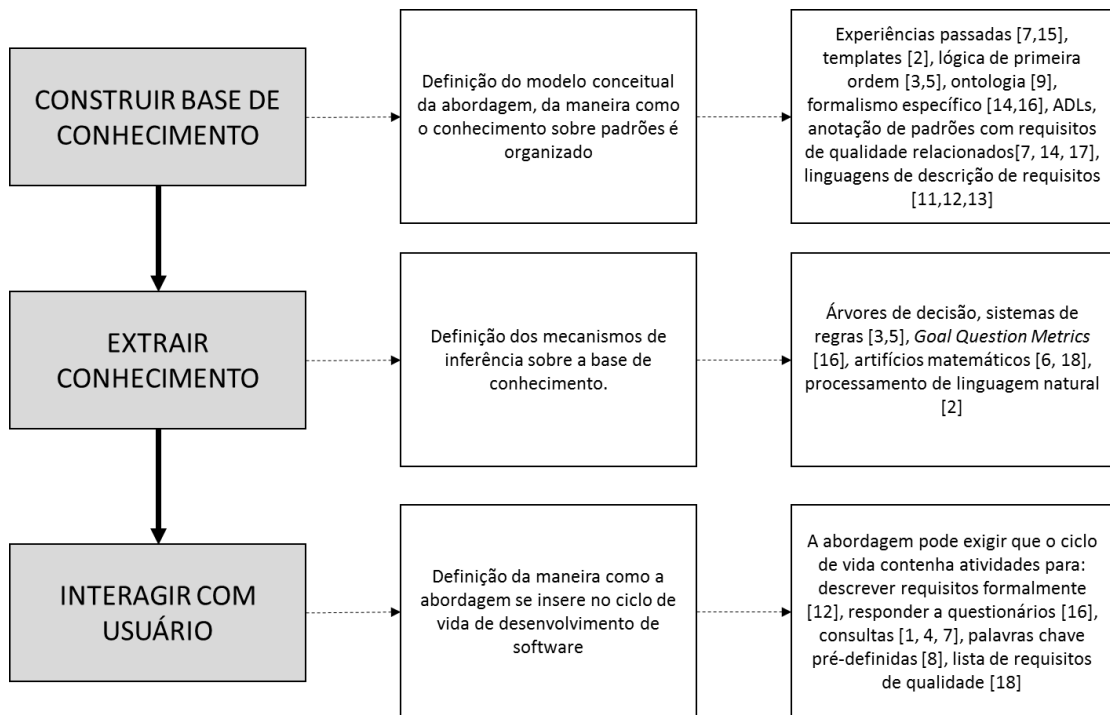 CONSTRUIR BASE DE
CONHECIMENTO
Definição do modelo conceitual
da abordagem, da maneira como
o conhecimento sobre padrões é
organizado
Experiências passadas [7,15],
templates [2], lógica de primeira
ordem [3,5], ontologia [9],
formalismo específico [14,16], ADLs,
anotação de padrões com requisitos
de qualidade relacionados[7, 14, 17],
linguagens de descrição de requisitos
[11,12,13]
EXTRAIR
CONHECIMENTO
Definição dos mecanismos de
inferência sobre a base de
conhecimento.
Árvores de decisão, sistemas de
regras [3,5], Goal Question Metrics
[16], artifícios matemáticos [6, 18],
processamento de linguagem natural
[2]
INTERAGIR COM
USUÁRIO
Definição da maneira como a
abordagem se insere no ciclo de
vida de desenvolvimento de
software
A abordagem pode exigir que o ciclo
de vida contenha atividades para:
descrever requisitos formalmente
[12], responder a questionários [16],
consultas [1, 4, 7], palavras chave
pré-definidas [8], lista de requisitos
de qualidade [18]